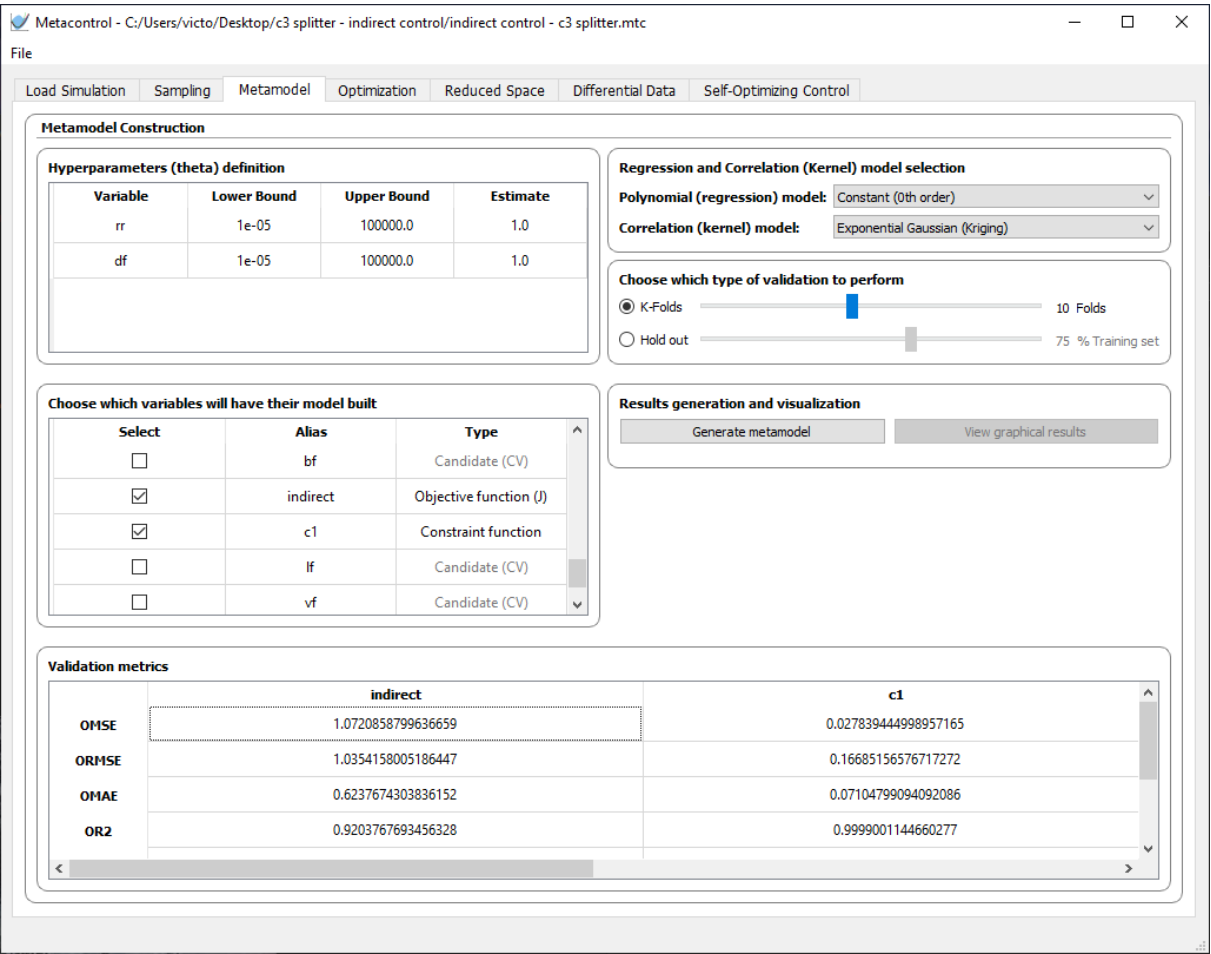 Metacontrol - C:/Users/victo/Desktop/c3 splitter - indirect control/indirect control - c3 splitter.mtc
File
Load Simulation Sampling Metamodel Optimization Reduced Space Differential Data Self-Optimizing Control
Metamodel Construction
Hyperparameters (theta) definition
Variable Lower Bound Upper Bound Estimate
rr 1e-05 100000.0 1.0
df 1e-05 100000.0 1.0
Regression and Correlation (Kernel) model selection
Polynomial (regression) model: Constant (0th order)
Correlation (kernel) model: Exponential Gaussian (Kriging)
Choose which type of validation to perform
K-Folds 10 Folds
Hold out 75 % Training set
Choose which variables will have their model built
Select Alias Type
bf Candidate (CV)
indirect Objective function (J)
c1 Constraint function
lf Candidate (CV)
vf Candidate (CV)
Results generation and visualization
Generate metamodel View graphical results
Validation metrics
indirect c1
OMSE 1.0720858799636659 0.027839444998957165
ORMSE 1.0354158005186447 0.16685156576717272
OMAE 0.6237674303836152 0.07104799094092086
OR2 0.9203767693456328 0.9999001144660277